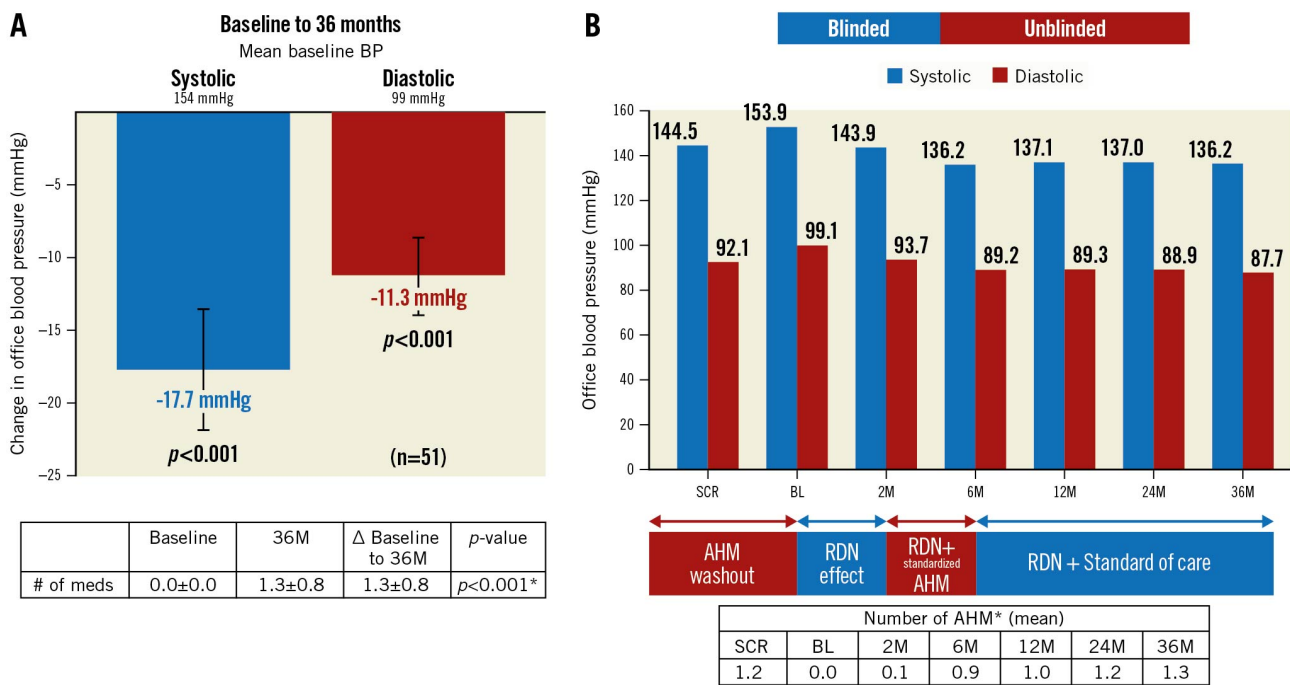 A
Baseline to 36 months
Mean baseline BP
Systolic
154 mmHg
Diastolic
99 mmHg
Change in office blood pressure (mmHg)
–5
–10
–15
–20
–25
-17.7 mmHg
p<0.001
-11.3 mmHg
p<0.001
(n=51)
Baseline 36M Δ Baseline to 36M p-value
# of meds 0.0±0.0 1.3±0.8 1.3±0.8 p<0.001*
B
Blinded Unblinded
Systolic Diastolic
Office blood pressure (mmHg)
160
140
120
100
80
60
40
20
0
144.5 153.9 143.9 136.2 137.1 137.0 136.2
92.1 99.1 93.7 89.2 89.3 88.9 87.7
SCR BL 2M 6M 12M 24M 36M
AHM
washout
RDN
effect
RDN+
standardized
AHM
RDN + Standard of care
Number of AHM* (mean)
SCR BL 2M 6M 12M 24M 36M
1.2 0.0 0.1 0.9 1.0 1.2 1.3